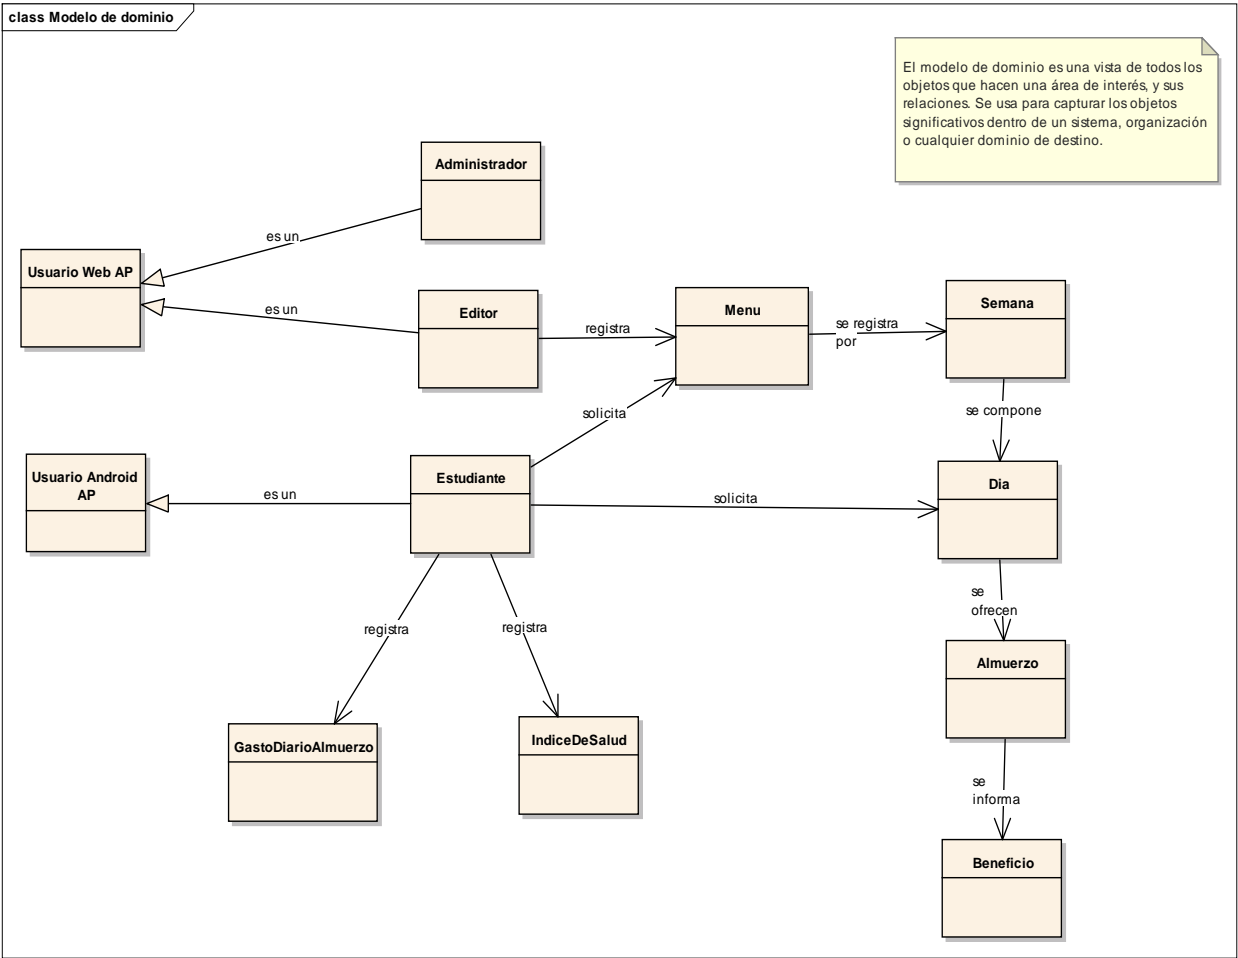 class Modelo de dominio
El modelo de dominio es una vista de todos los
objetos que hacen una área de interés, y sus
relaciones. Se usa para capturar los objetos
significativos dentro de un sistema, organización
o cualquier dominio de destino.
Administrador
es un
Usuario Web AP
es un
Editor
registra
Menu
se registra
por
Semana
solicita
se compone
Usuario Android
AP
es un
Estudiante
solicita
Dia
se
ofrecen
registra
registra
Almuerzo
GastoDiarioAlmuerzo
IndiceDeSalud
se
informa
Beneficio